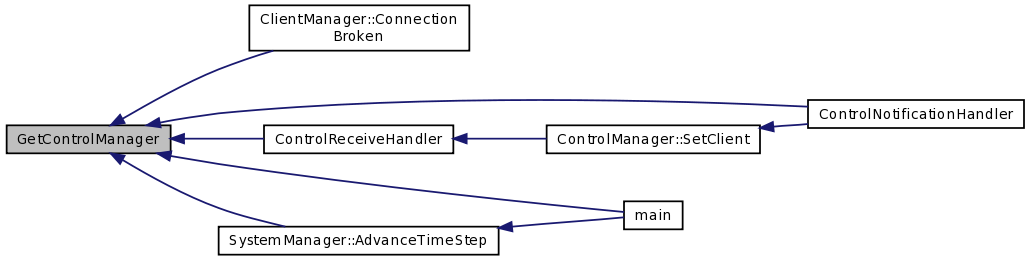 ClientManager::Connection
Broken
ControlNotificationHandler
GetControlManager
ControlReceiveHandler
ControlManager::SetClient
main
SystemManager::AdvanceTimeStep